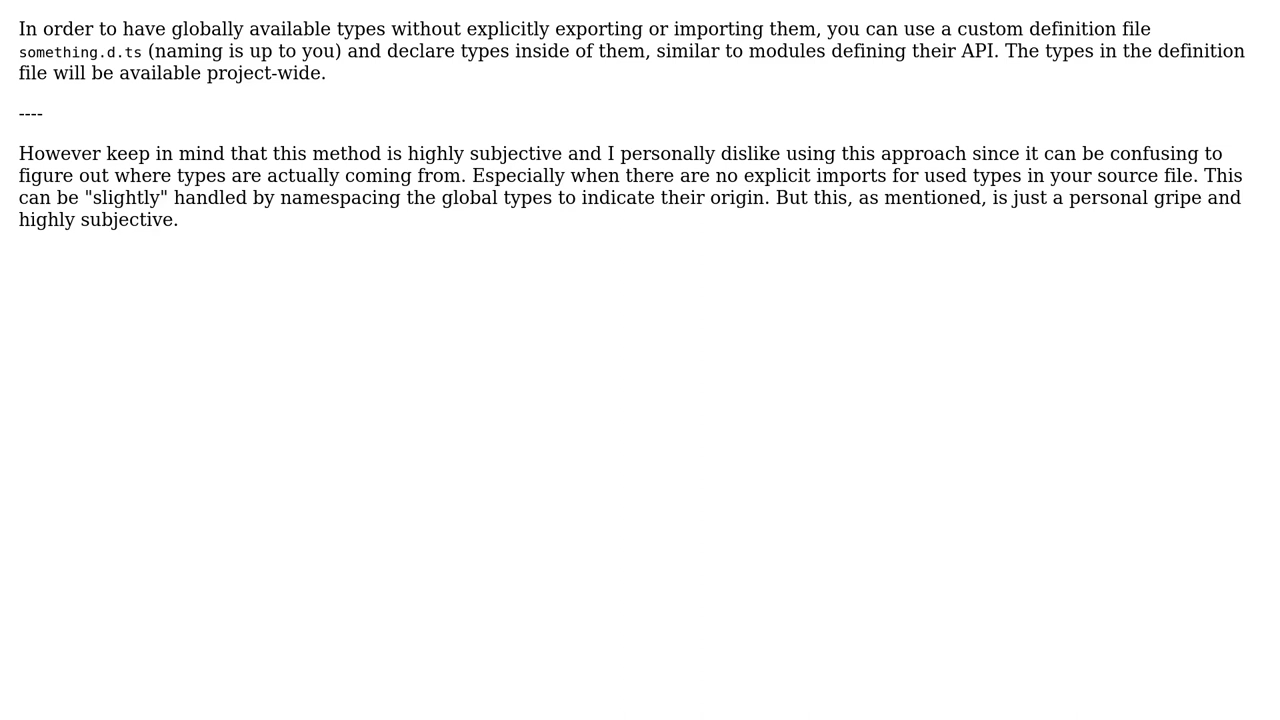 In order to have globally available types without explicitly exporting or importing them, you can use a custom definition file
something.d.ts (naming is up to you) and declare types inside of them, similar to modules defining their API. The types in the definition
file will be available project-wide.
----
However keep in mind that this method is highly subjective and I personally dislike using this approach since it can be confusing to
figure out where types are actually coming from. Especially when there are no explicit imports for used types in your source file. This
can be "slightly" handled by namespacing the global types to indicate their origin. But this, as mentioned, is just a personal gripe and
highly subjective.